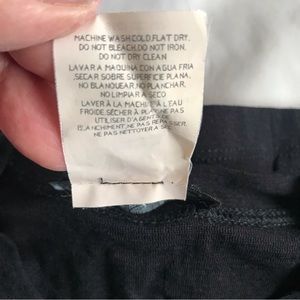 MACHINE WASH COLD, FLAT DRY.
DO NOT BLEACH. DO NOT IRON.
DO NOT DRY CLEAN
LAVAR A MAQUINA CON AGUA FRIA
,SECAR SOBRE SUPERFICIE PLANA.
NO BLANQUEAR. NO PLANCHAR.
NO LIMPIAR A SECO
LAVER À LA MACHINE À L'EAU
FROIDE. SÉCHER À PLAT. NE PAS
UTILISER D'AGENTS DE
BLANCHIMENT. NE PAS REPASSER.
NE PAS NETTOYER A SEC